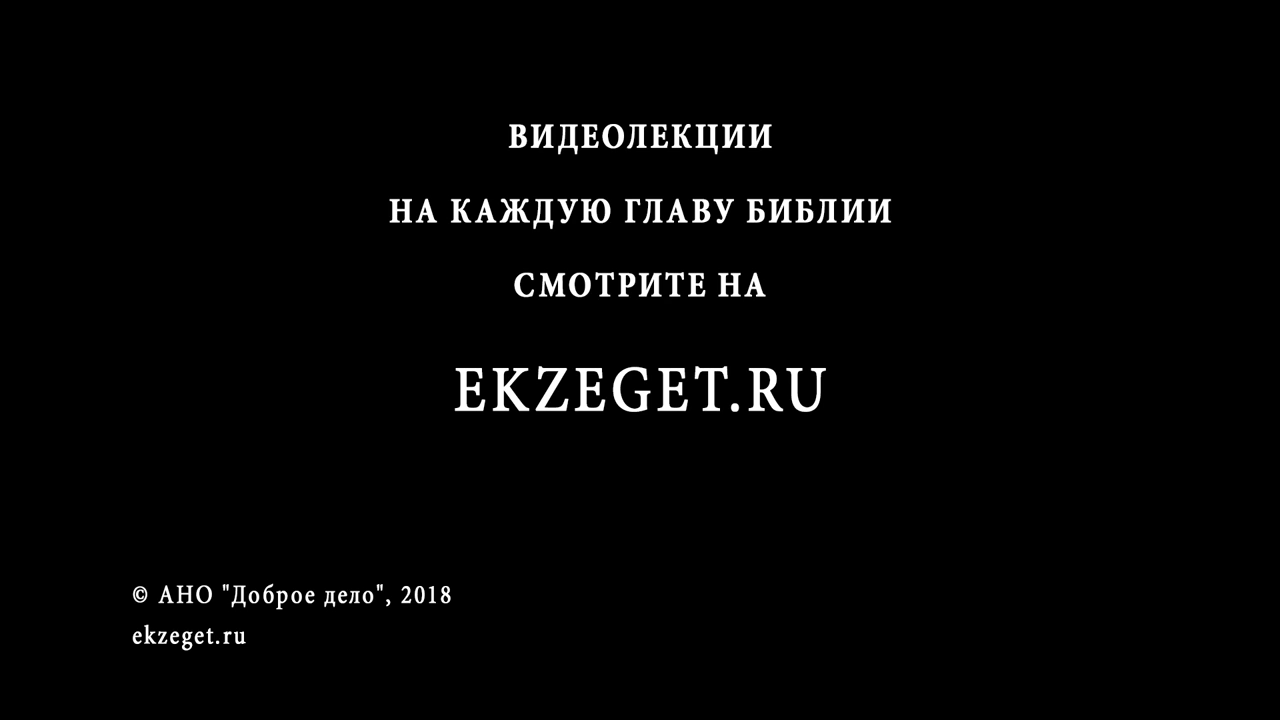 ВИДЕОЛЕКЦИИ
НА КАЖДУЮ ГЛАВУ БИБЛИИ
СМОТРИТЕ НА
EKZEGET.RU
© АНО "Доброе дело", 2018
ekzeget.ru